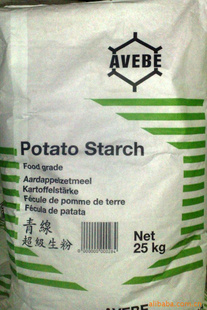 AVEBE
Potato Starch
Food grade
Aardappelzetmeel
Kartoffelstärke
Fécule de pomme de terre
Fécula de patata
青線
超級生粉
Net
25 kg
AVEBE